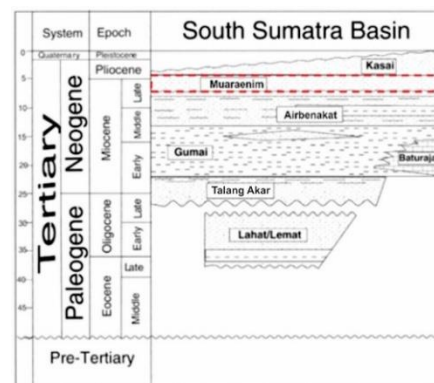 System Epoch South Sumatra Basin
0
Quaternary Pleistocene
Kasai
Pliocene
5
Muaraenim
Late
10
Airbenakat
Middle
15
Miocene
Neogene
Gumai
Baturaja
Early
20
25
Talang Akar
Late
Tertiary
30
Oligocene
Lahat/Lemat
Early
35
Paleogene
Late
40
Eocene
Middle
45
Pre-Tertiary